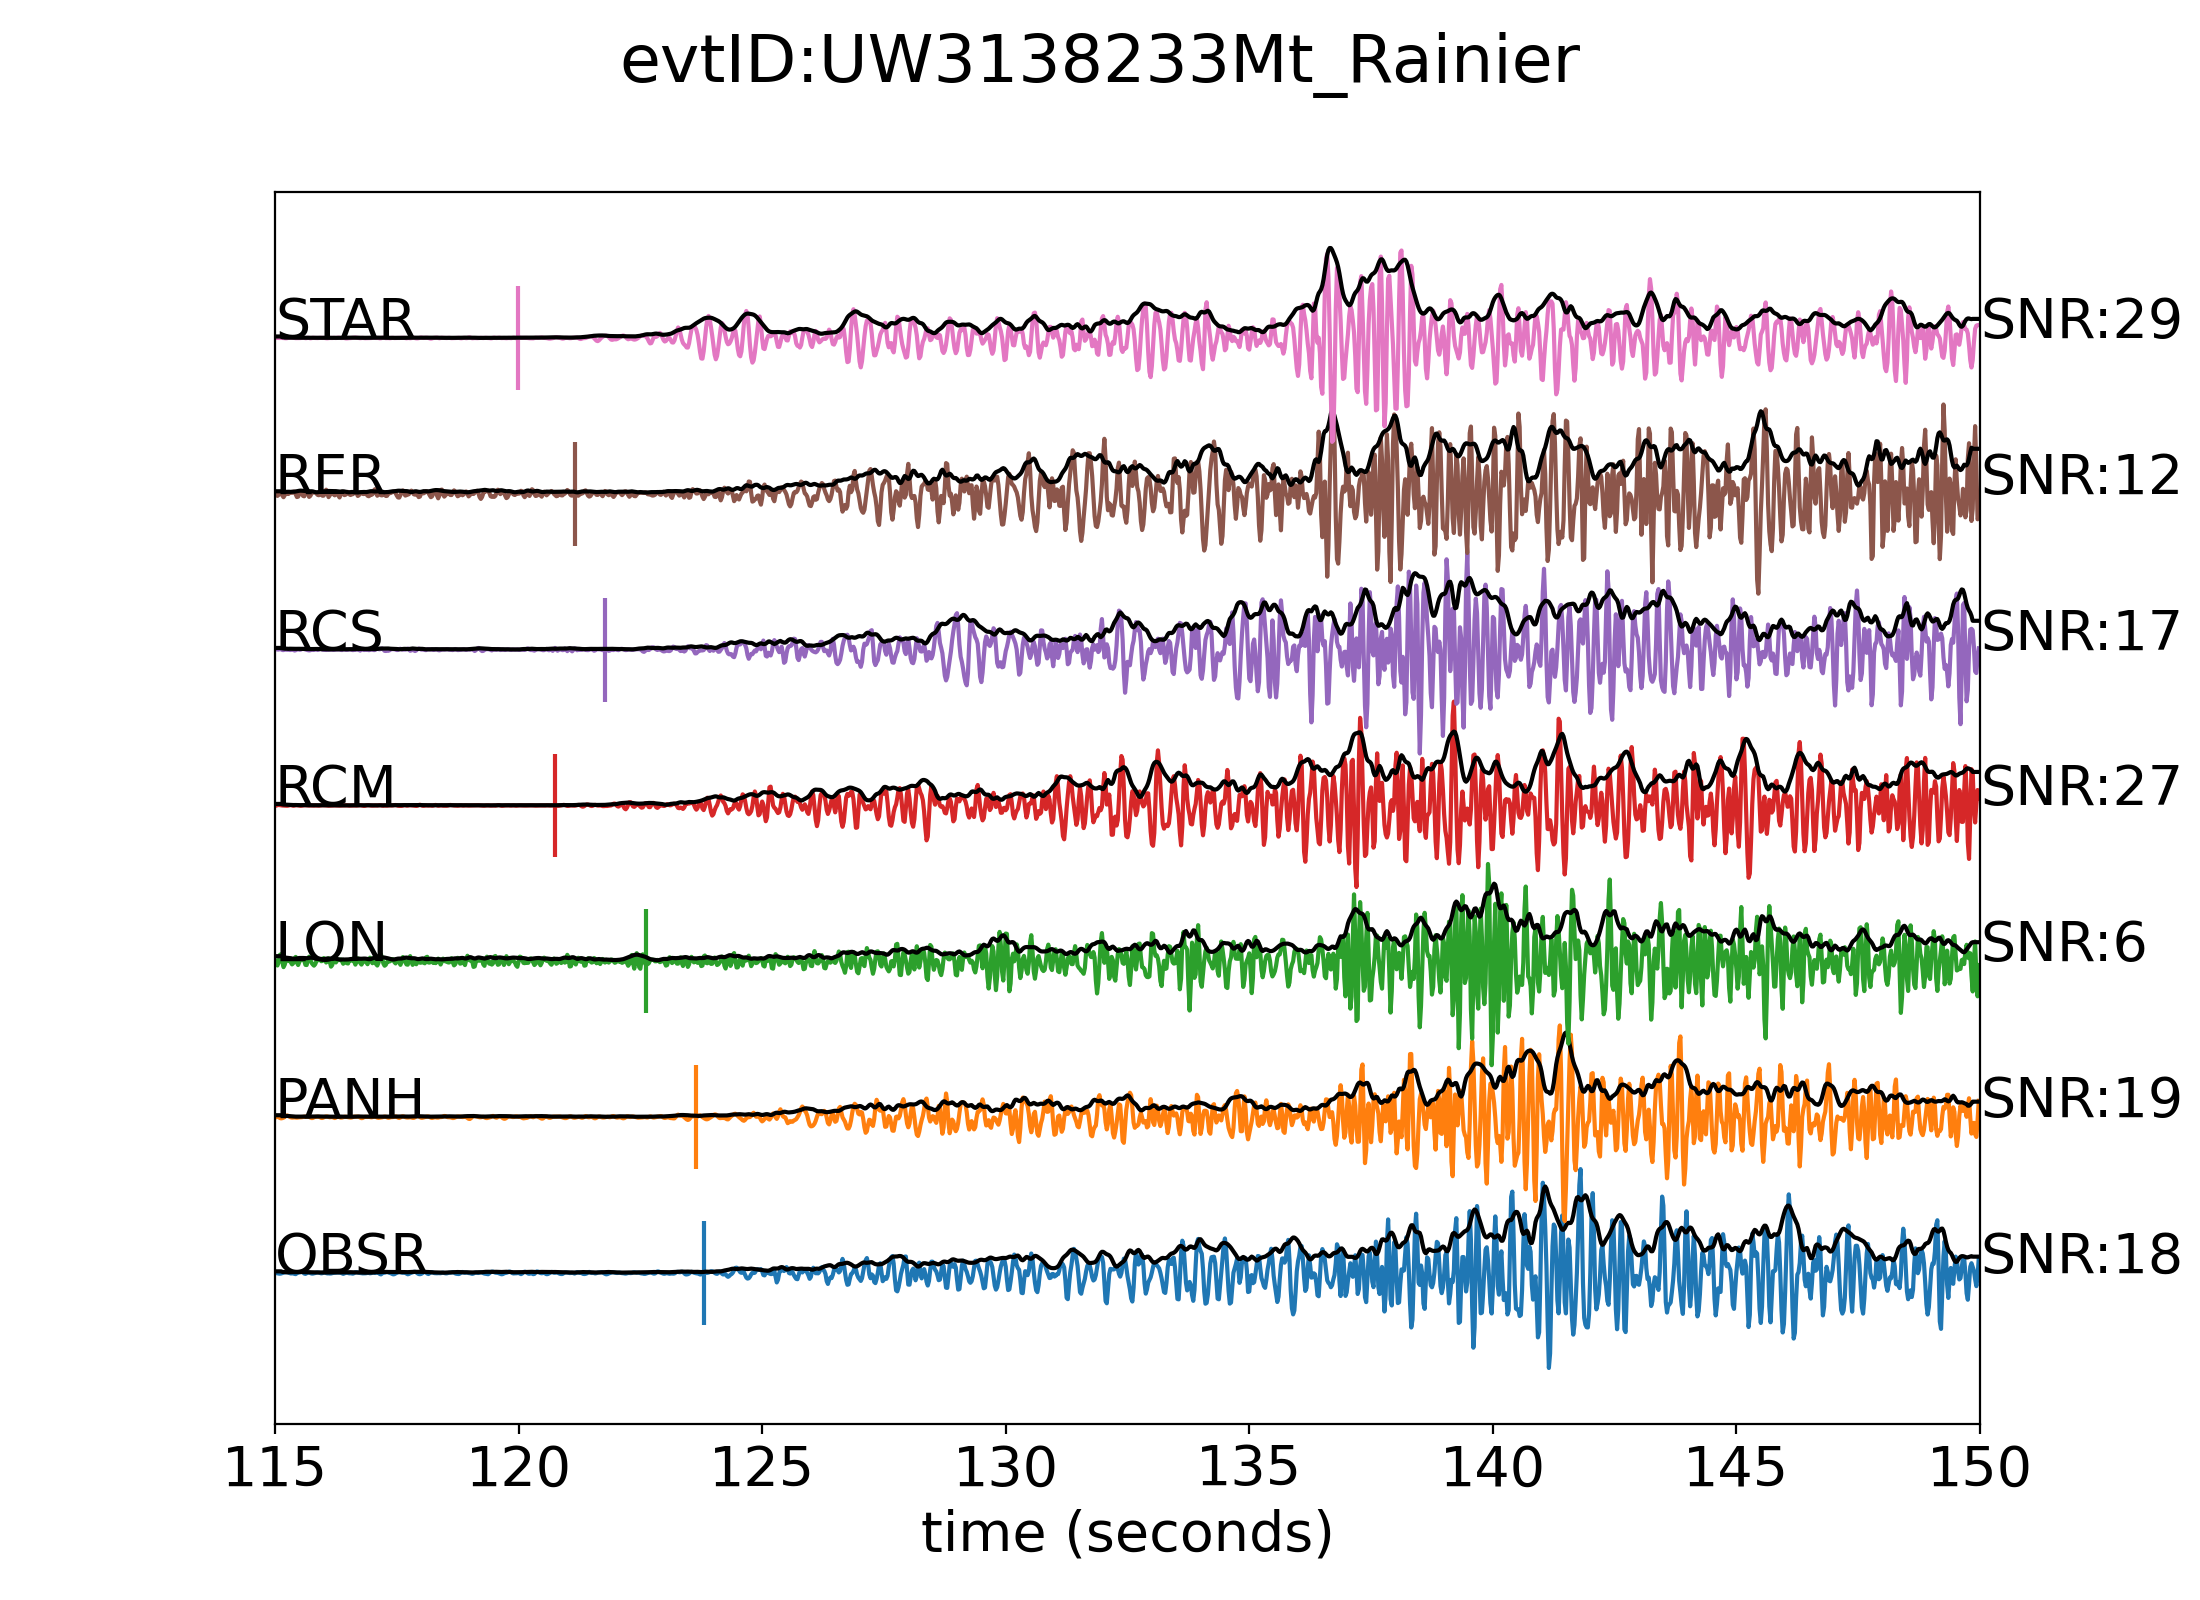 evtID:UW3138233Mt_Rainier
STAR SNR:29
RER SNR:12
RCS SNR:17
RCM SNR:27
LON SNR:6
PANH SNR:19
OBSR SNR:18
115 120 125 130 135 140 145 150
time (seconds)